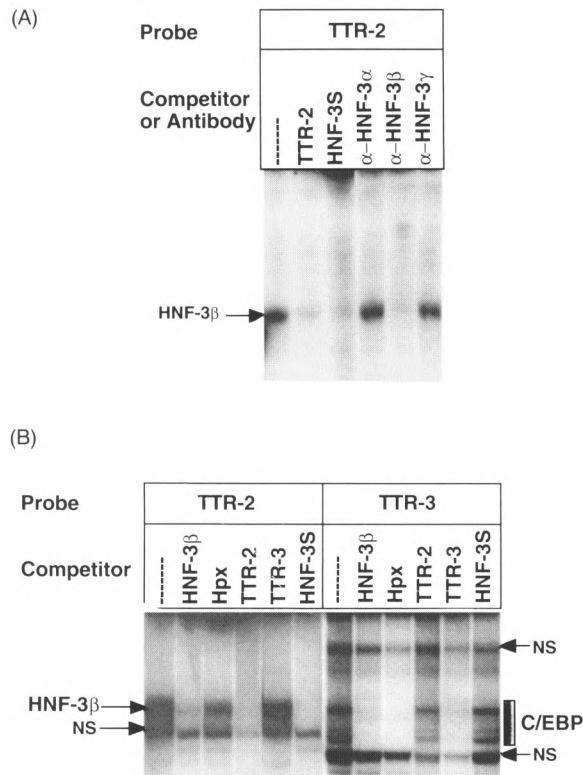 (A)
Probe
TTR-2
Competitor
or Antibody
------
TTR-2
HNF-3S
α-HNF-3α
α-HNF-3β
α-HNF-3γ
HNF-3β
(B)
Probe
TTR-2
TTR-3
Competitor
------
HNF-3β
Hpx
TTR-2
TTR-3
HNF-3S
------
HNF-3β
Hpx
TTR-2
TTR-3
HNF-3S
HNF-3β
NS
NS
C/EBP
NS